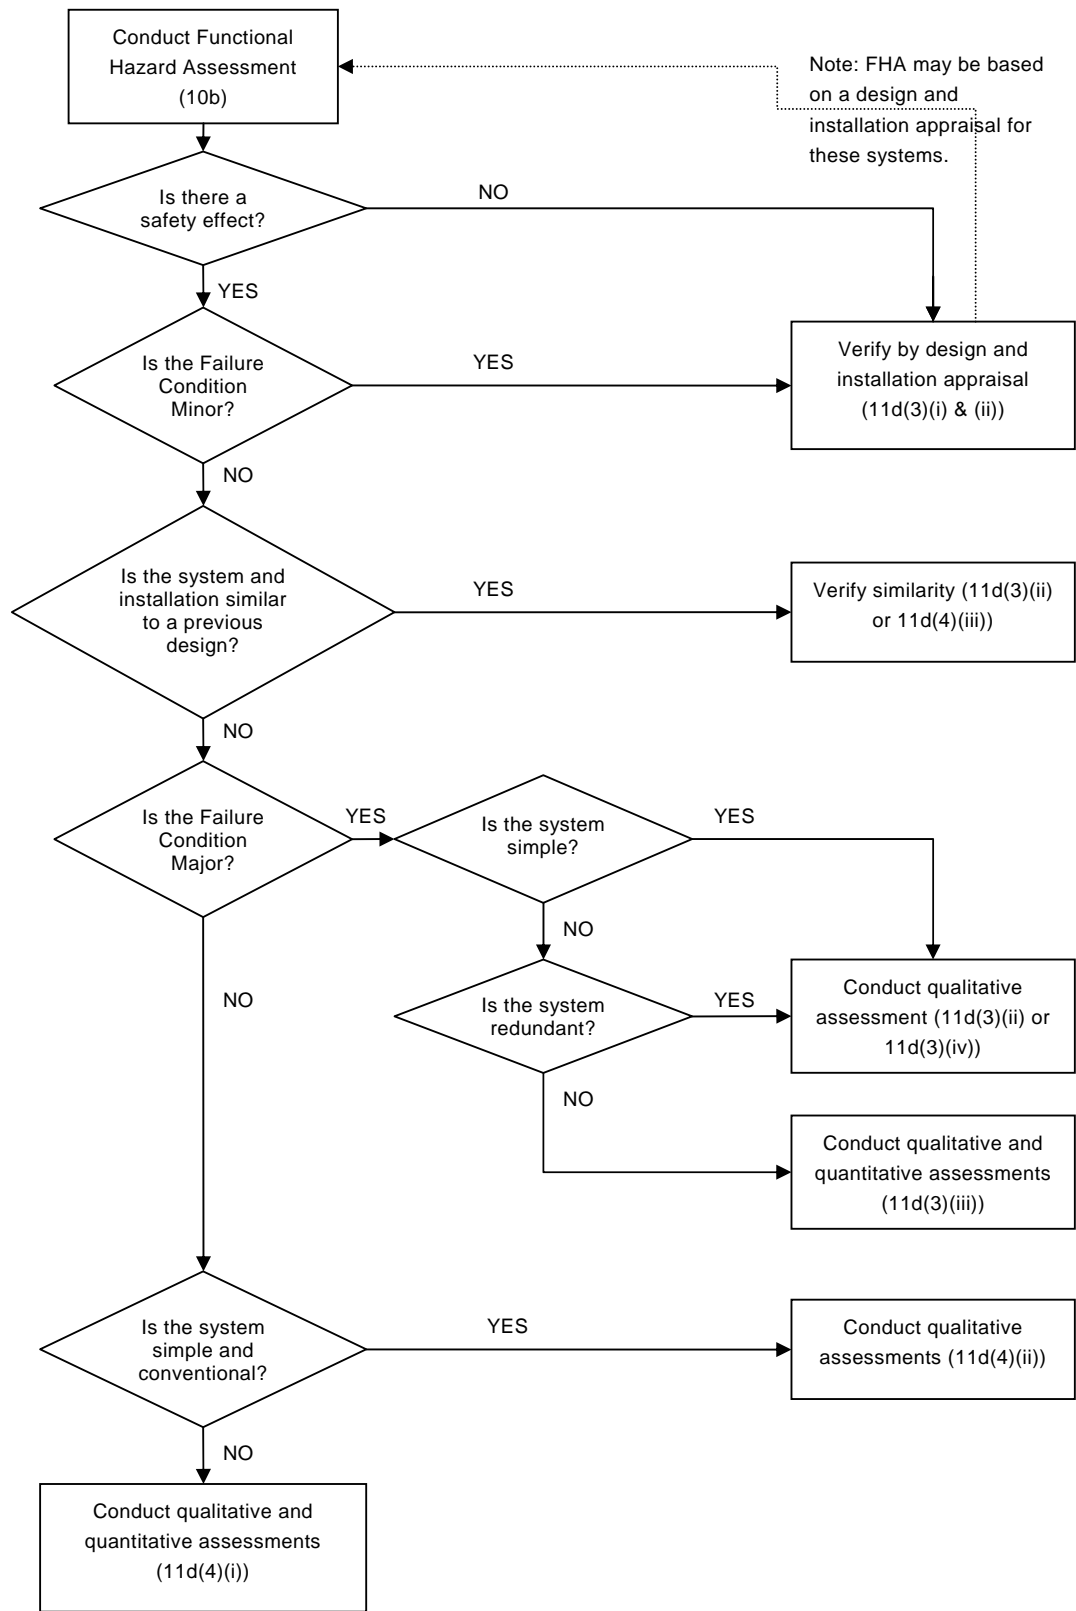 Conduct Functional
Hazard Assessment
(10b)
Note: FHA may be based
on a design and
installation appraisal for
these systems.
Is there a
safety effect?
NO
YES
Is the Failure
Condition
Minor?
YES
Verify by design and
installation appraisal
(11d(3)(i) & (ii))
NO
Is the system and
installation similar
to a previous
design?
YES
Verify similarity (11d(3)(ii)
or 11d(4)(iii))
NO
Is the Failure
Condition
Major?
YES
Is the system
simple?
YES
NO
NO
Is the system
redundant?
YES
Conduct qualitative
assessment (11d(3)(ii) or
11d(3)(iv))
NO
Conduct qualitative and
quantitative assessments
(11d(3)(iii))
Is the system
simple and
conventional?
YES
Conduct qualitative
assessments (11d(4)(ii))
NO
Conduct qualitative and
quantitative assessments
(11d(4)(i))